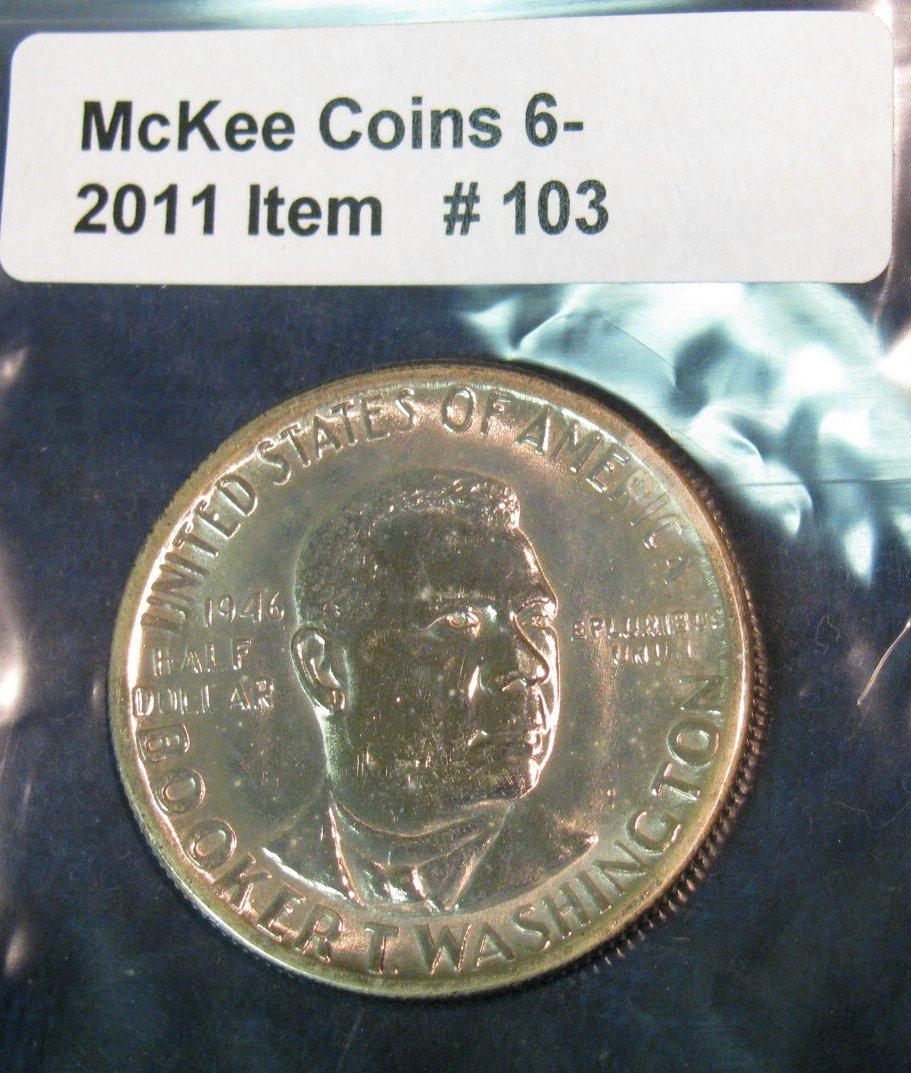 McKee Coins 6-
2011 Item # 103
UNITED STATES OF AMERICA
1946
HALF
DOLLAR
E PLURIBUS
UNUM
BOOKER T. WASHINGTON